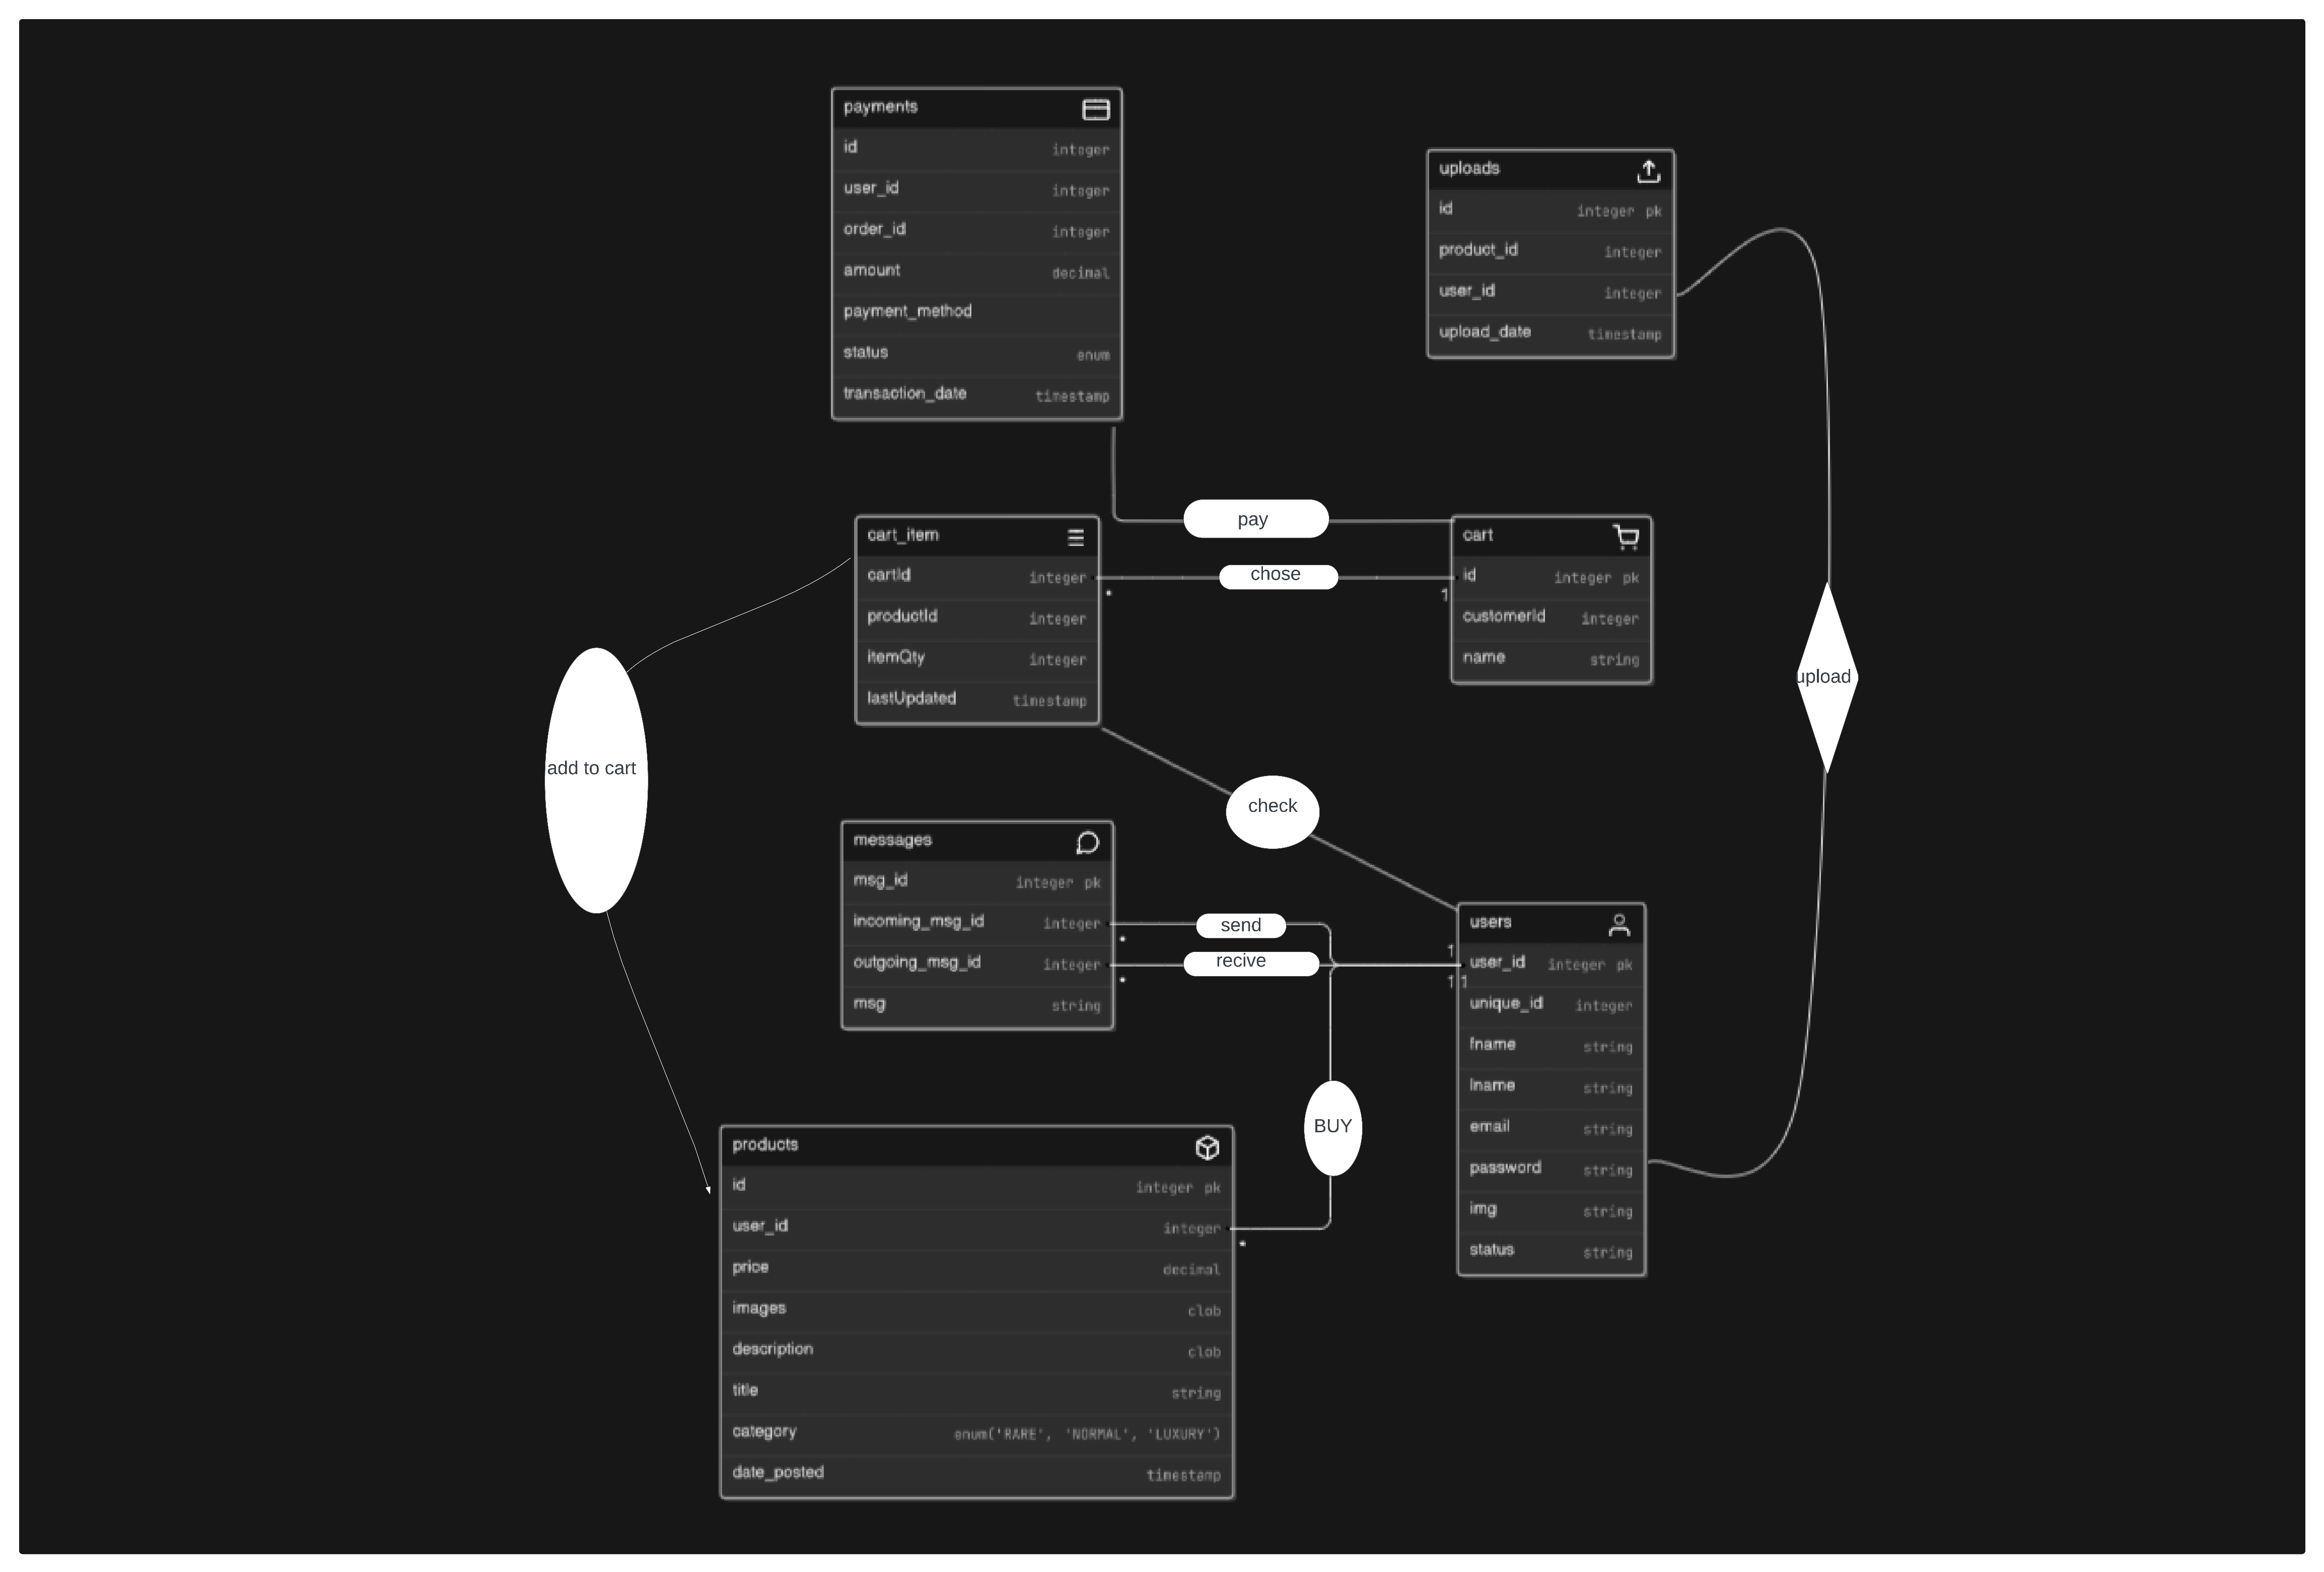 payments
id integer
user_id integer
order_id integer
amount decimal
payment_method
status enum
transaction_date timestamp
uploads
id integer pk
product_id integer
user_id integer
upload_date timestamp
pay
cart_item
cartId integer
productId integer
itemQty integer
lastUpdated timestamp
*
chose
1
cart
id integer pk
customerId integer
name string
upload
add to cart
check
messages
msg_id integer pk
incoming_msg_id integer
outgoing_msg_id integer
msg string
*
*
send
recive
1
1 1
users
user_id integer pk
unique_id integer
fname string
lname string
email string
password string
img string
status string
BUY
products
id integer pk
user_id integer
price decimal
images clob
description clob
title string
category enum('RARE', 'NORMAL', 'LUXURY')
date_posted timestamp
*